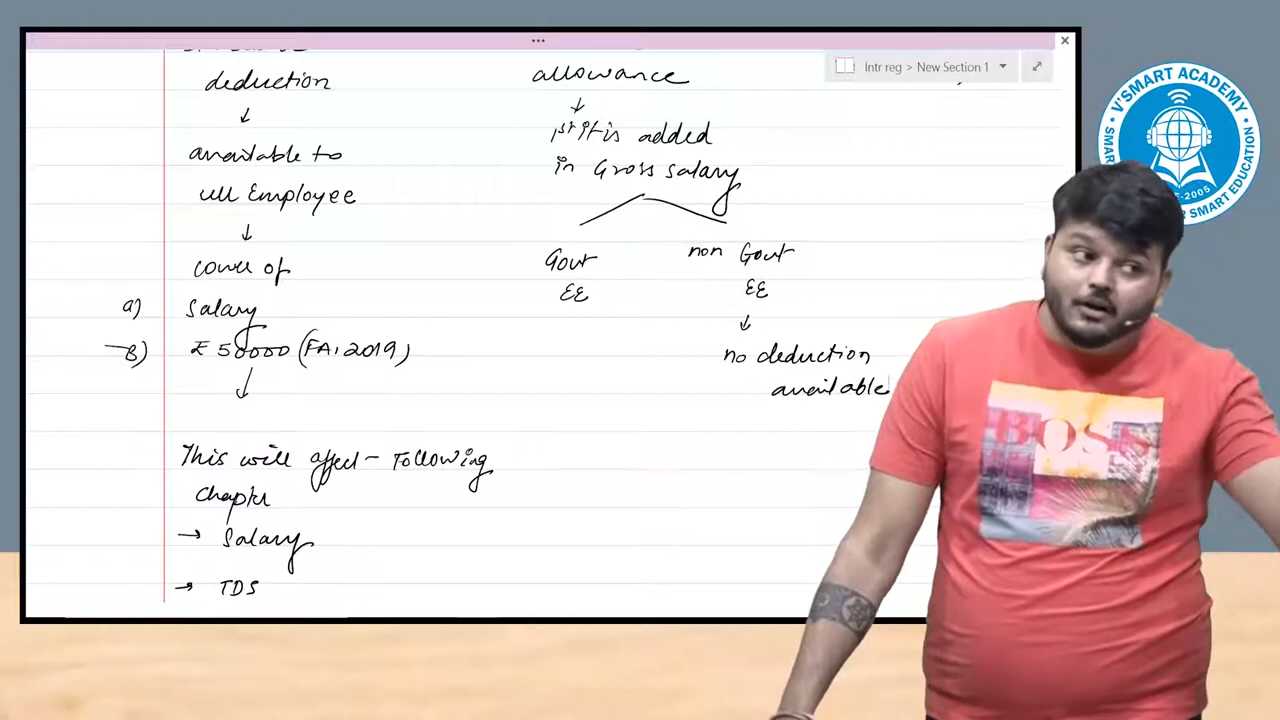 Intr reg > New Section 1
deduction
↓
available to
all Employee
↓
lower of
a) Salary
B) ₹ 50000 (FA, 2019)
↓
This will affect - Following
chapter
→ Salary
→ TDS
allowance
↓
1st it is added
in Gross salary
Govt
EE
non Govt
EE
↓
no deduction
available
V'SMART ACADEMY
SMART EDUCATION
-2005
BOSS